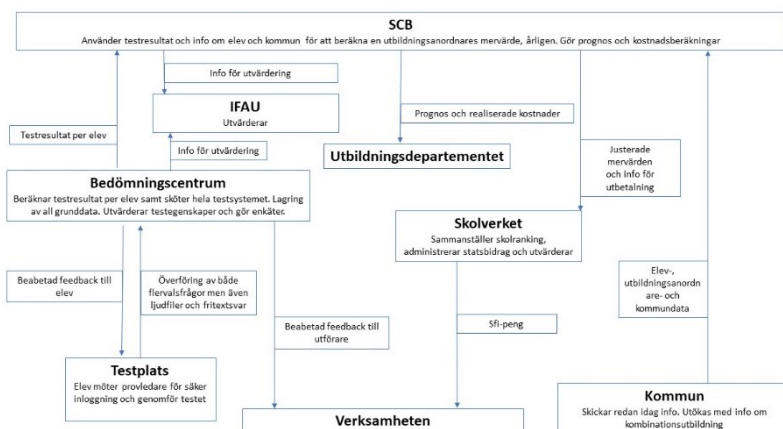 SCB
Använder testresultat och info om elev och kommun för att beräkna en utbildningsanordnares mervärde, årligen. Gör prognos och kostnadsberäkningar
Info för utvärdering
IFAU
Utvärderar
Testresultat per elev
Info för utvärdering
Prognos och realiserade kostnader
Utbildningsdepartementet
Justerade
mervärden
och info för
utbetalning
Bedömningscentrum
Beräknar testresultat per elev samt sköter hela testsystemet. Lagring
av all grunddata. Utvärderar testegenskaper och gör enkäter.
Skolverket
Sammanställer skolranking,
administrerar statsbidrag och utvärderar
Beabetad feedback till
elev
Överföring av både
flervalsfrågor men även
ljudfiler och fritextsvar
Beabetad feedback till
utförare
Sfi-peng
Elev-,
utbildningsanordn
are- och
kommundata
Testplats
Elev möter provledare för säker
inloggning och genomför testet
Kommun
Skickar redan idag info. Utökas med info om
kombinationsutbildning
Verksamheten